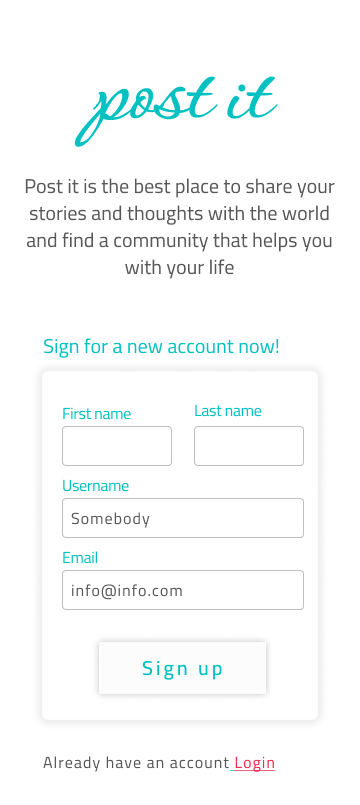 post it
Post it is the best place to share your
stories and thoughts with the world
and find a community that helps you
with your life
Sign for a new account now!
First name
Last name
Username
Somebody
Email
info@info.com
Sign up
Already have an account Login